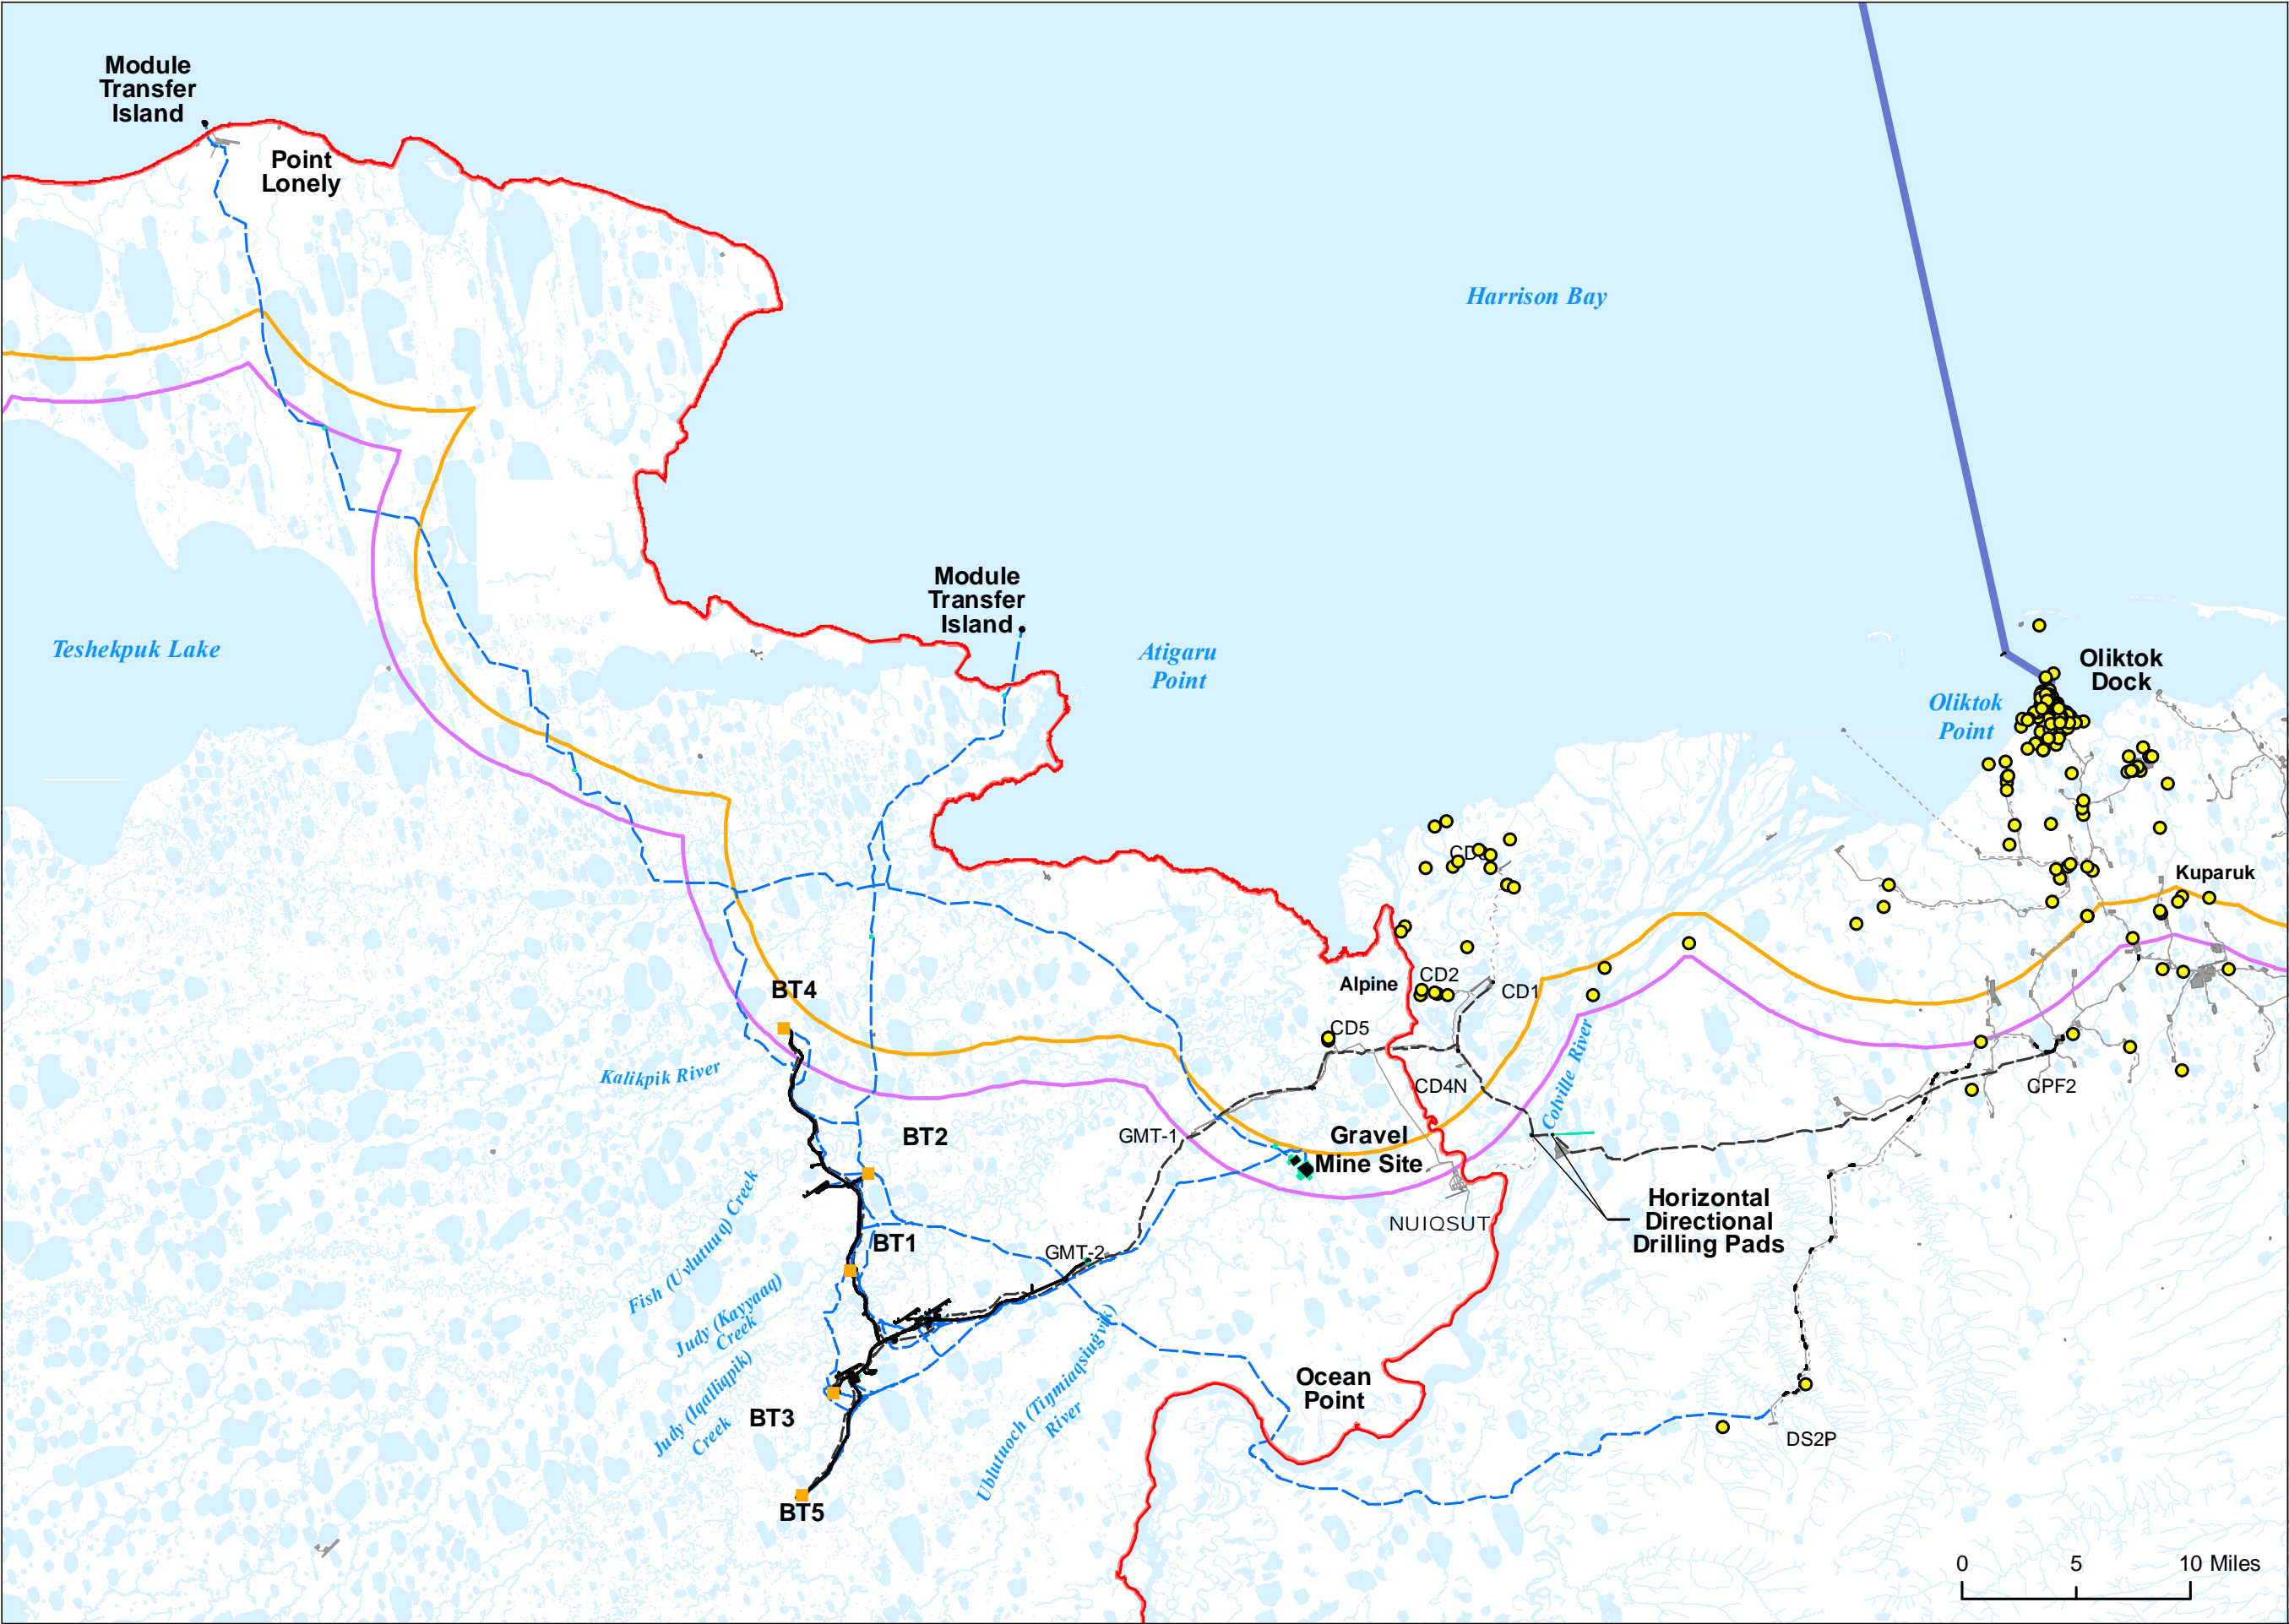 Module
Transfer
Island
Point
Lonely
Harrison Bay
Module
Transfer
Island
Teshekpuk Lake
Atigaru
Point
Oliktok
Dock
Oliktok
Point
Kuparuk
CD2
Alpine
CD1
BT4
CD5
Kalikpik River
CD4N
Colville River
CPF2
BT2
GMT-1
Gravel
Mine Site
Horizontal
Directional
Drilling Pads
NUIQSUT
Fish (Uvlutuuq) Creek
BT1
GMT-2
Judy (Kayyaaq)
Creek
Judy (Iqalliqpik)
Creek
Ublutuoch (Tiŋmiaqsiuġvik)
River
Ocean
Point
BT3
DS2P
BT5
0 5 10 Miles